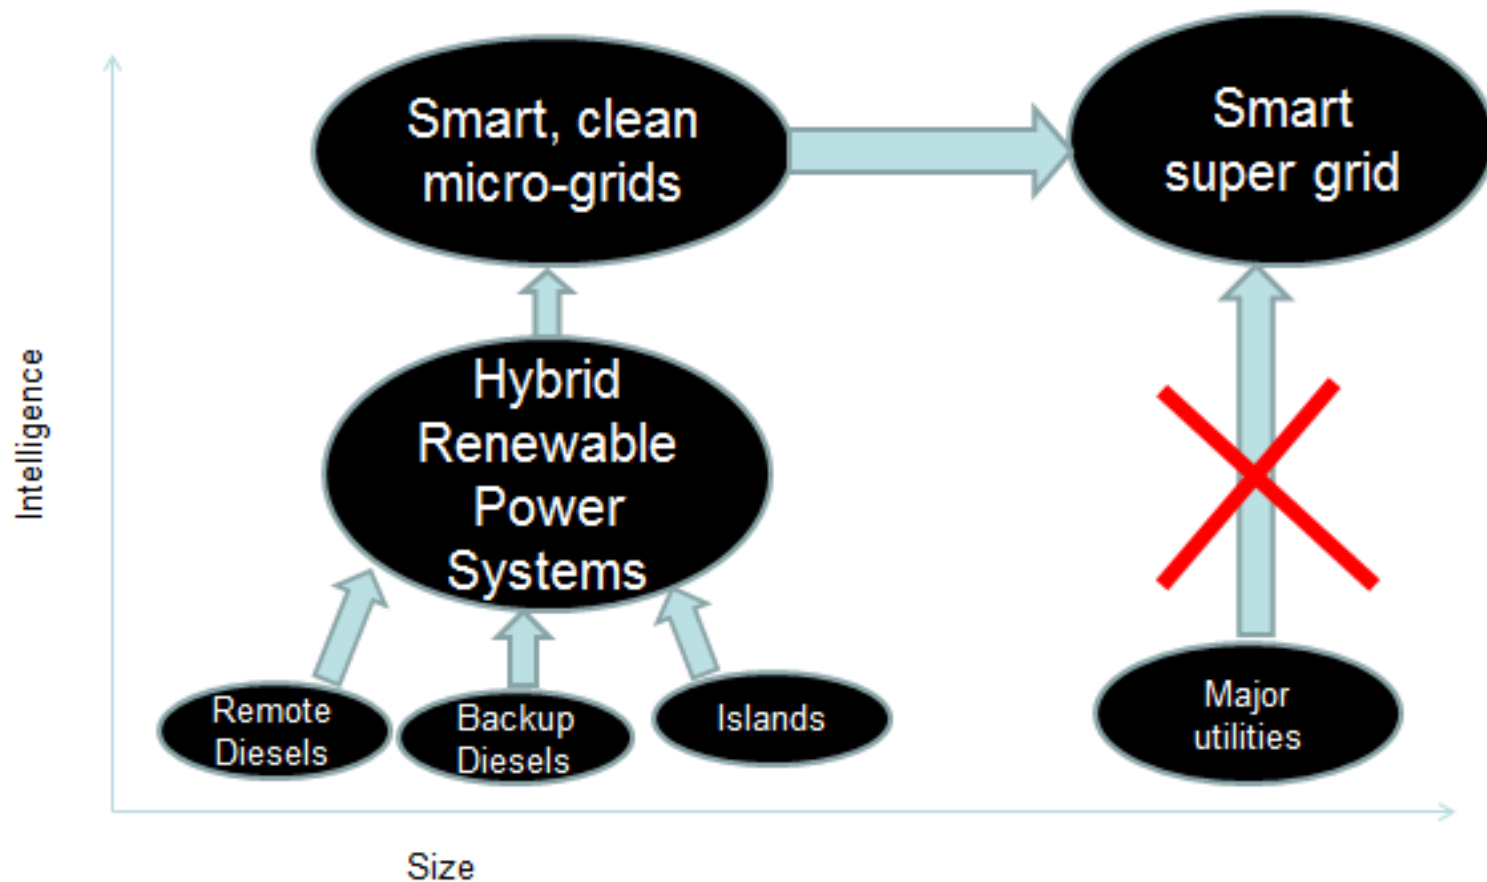 Smart, clean
micro-grids
Smart
super grid
Hybrid
Renewable
Power
Systems
Intelligence
Remote
Diesels
Backup
Diesels
Islands
Major
utilities
Size